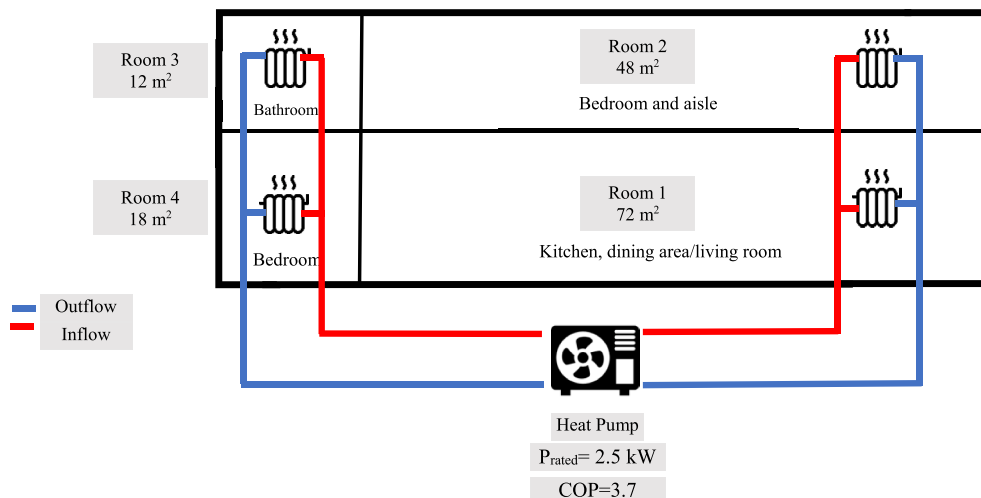 Room 3
12 m²
Bathroom
Room 2
48 m²
Bedroom and aisle
Room 4
18 m²
Bedroom
Room 1
72 m²
Kitchen, dining area/living room
Outflow
Inflow
Heat Pump
Prated= 2.5 kW
COP=3.7